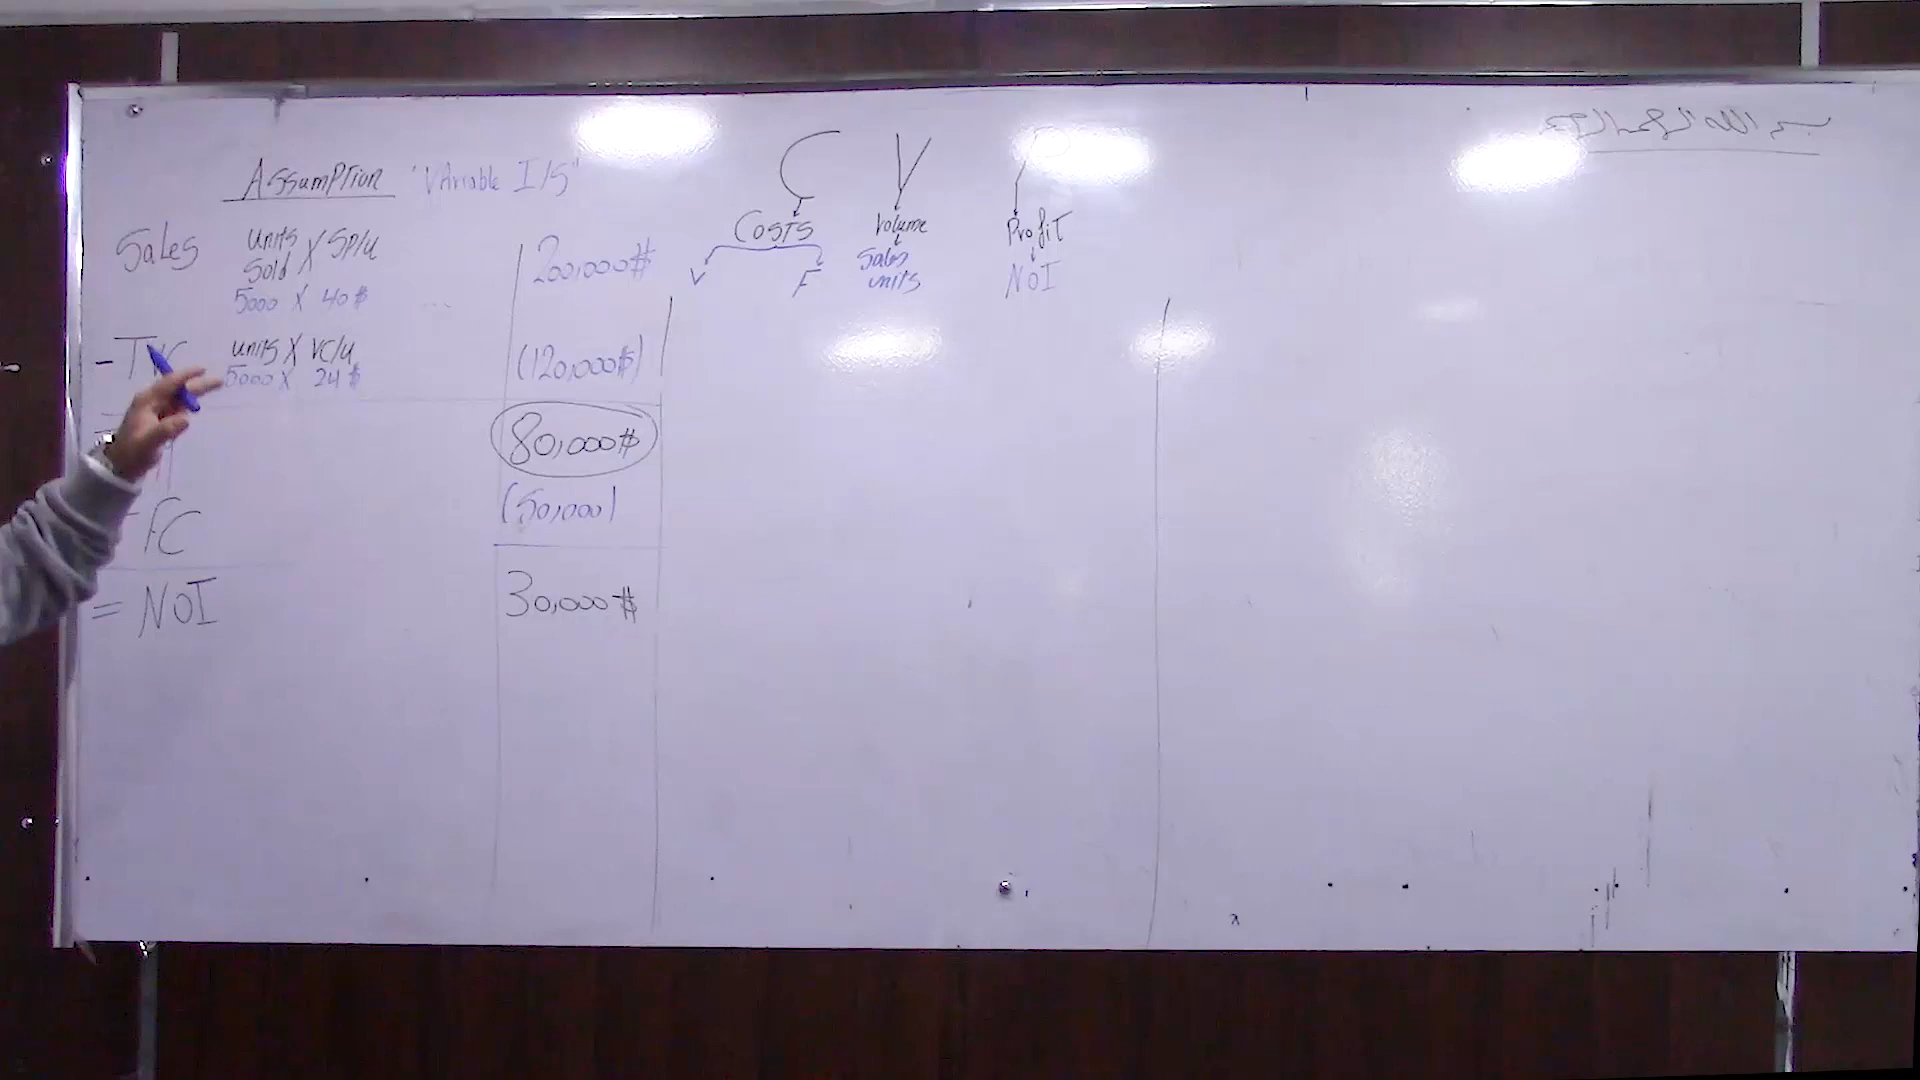 بسم الله الرحمن الرحيم
Assumption "Variable I/S"
C V P
Costs Volume Profit
V F Sales units NOI
Sales Units Sold X SP/u 200,000$
5000 X 40$
- units X VC/u (120,000$)
5000 X 24$
80,000$
- FC (50,000)
= NOI 30,000$